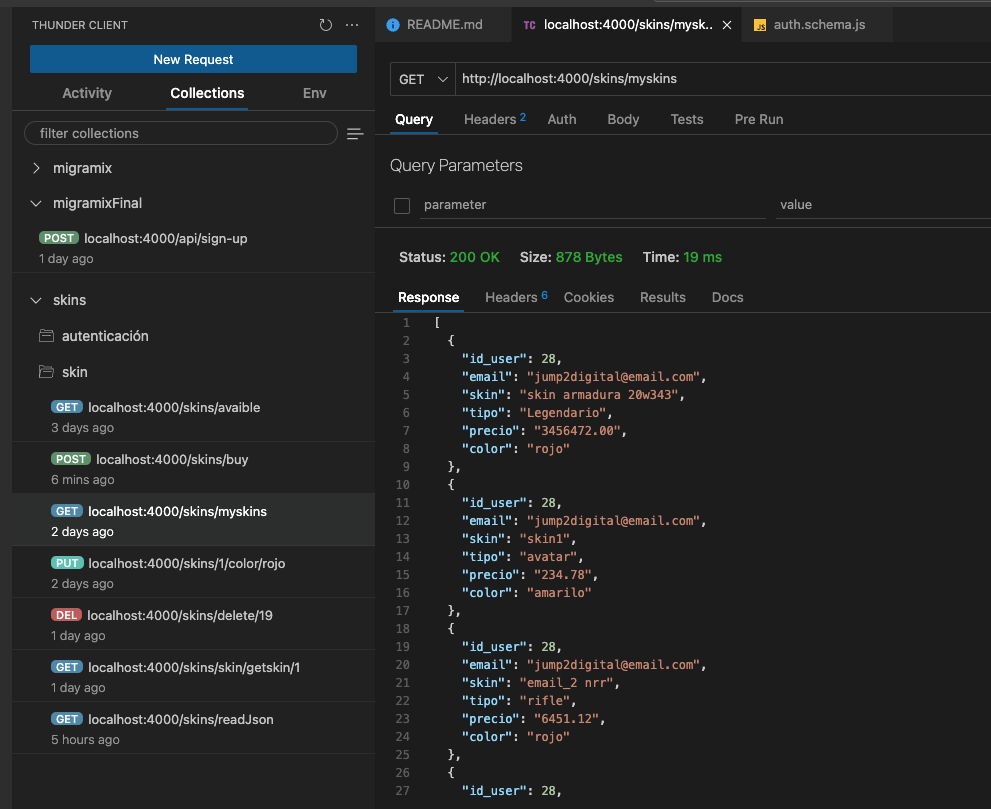 THUNDER CLIENT
New Request
Activity Collections Env
filter collections
migramix
migramixFinal
POST localhost:4000/api/sign-up
1 day ago
skins
autenticación
skin
GET localhost:4000/skins/avaible
3 days ago
POST localhost:4000/skins/buy
6 mins ago
GET localhost:4000/skins/myskins
2 days ago
PUT localhost:4000/skins/1/color/rojo
2 days ago
DEL localhost:4000/skins/delete/19
1 day ago
GET localhost:4000/skins/skin/getskin/1
1 day ago
GET localhost:4000/skins/readJson
5 hours ago
README.md TC localhost:4000/skins/mysk.. JS auth.schema.js
GET http://localhost:4000/skins/myskins
Query Headers 2 Auth Body Tests Pre Run
Query Parameters
parameter value
Status: 200 OK Size: 878 Bytes Time: 19 ms
Response Headers 6 Cookies Results Docs
1 [
2 {
3 "id_user": 28,
4 "email": "jump2digital@email.com",
5 "skin": "skin armadura 20w343",
6 "tipo": "Legendario",
7 "precio": "3456472.00",
8 "color": "rojo"
9 },
10 {
11 "id_user": 28,
12 "email": "jump2digital@email.com",
13 "skin": "skin1",
14 "tipo": "avatar",
15 "precio": "234.78",
16 "color": "amarilo"
17 },
18 {
19 "id_user": 28,
20 "email": "jump2digital@email.com",
21 "skin": "email_2 nrr",
22 "tipo": "rifle",
23 "precio": "6451.12",
24 "color": "rojo"
25 },
26 {
27 "id_user": 28,